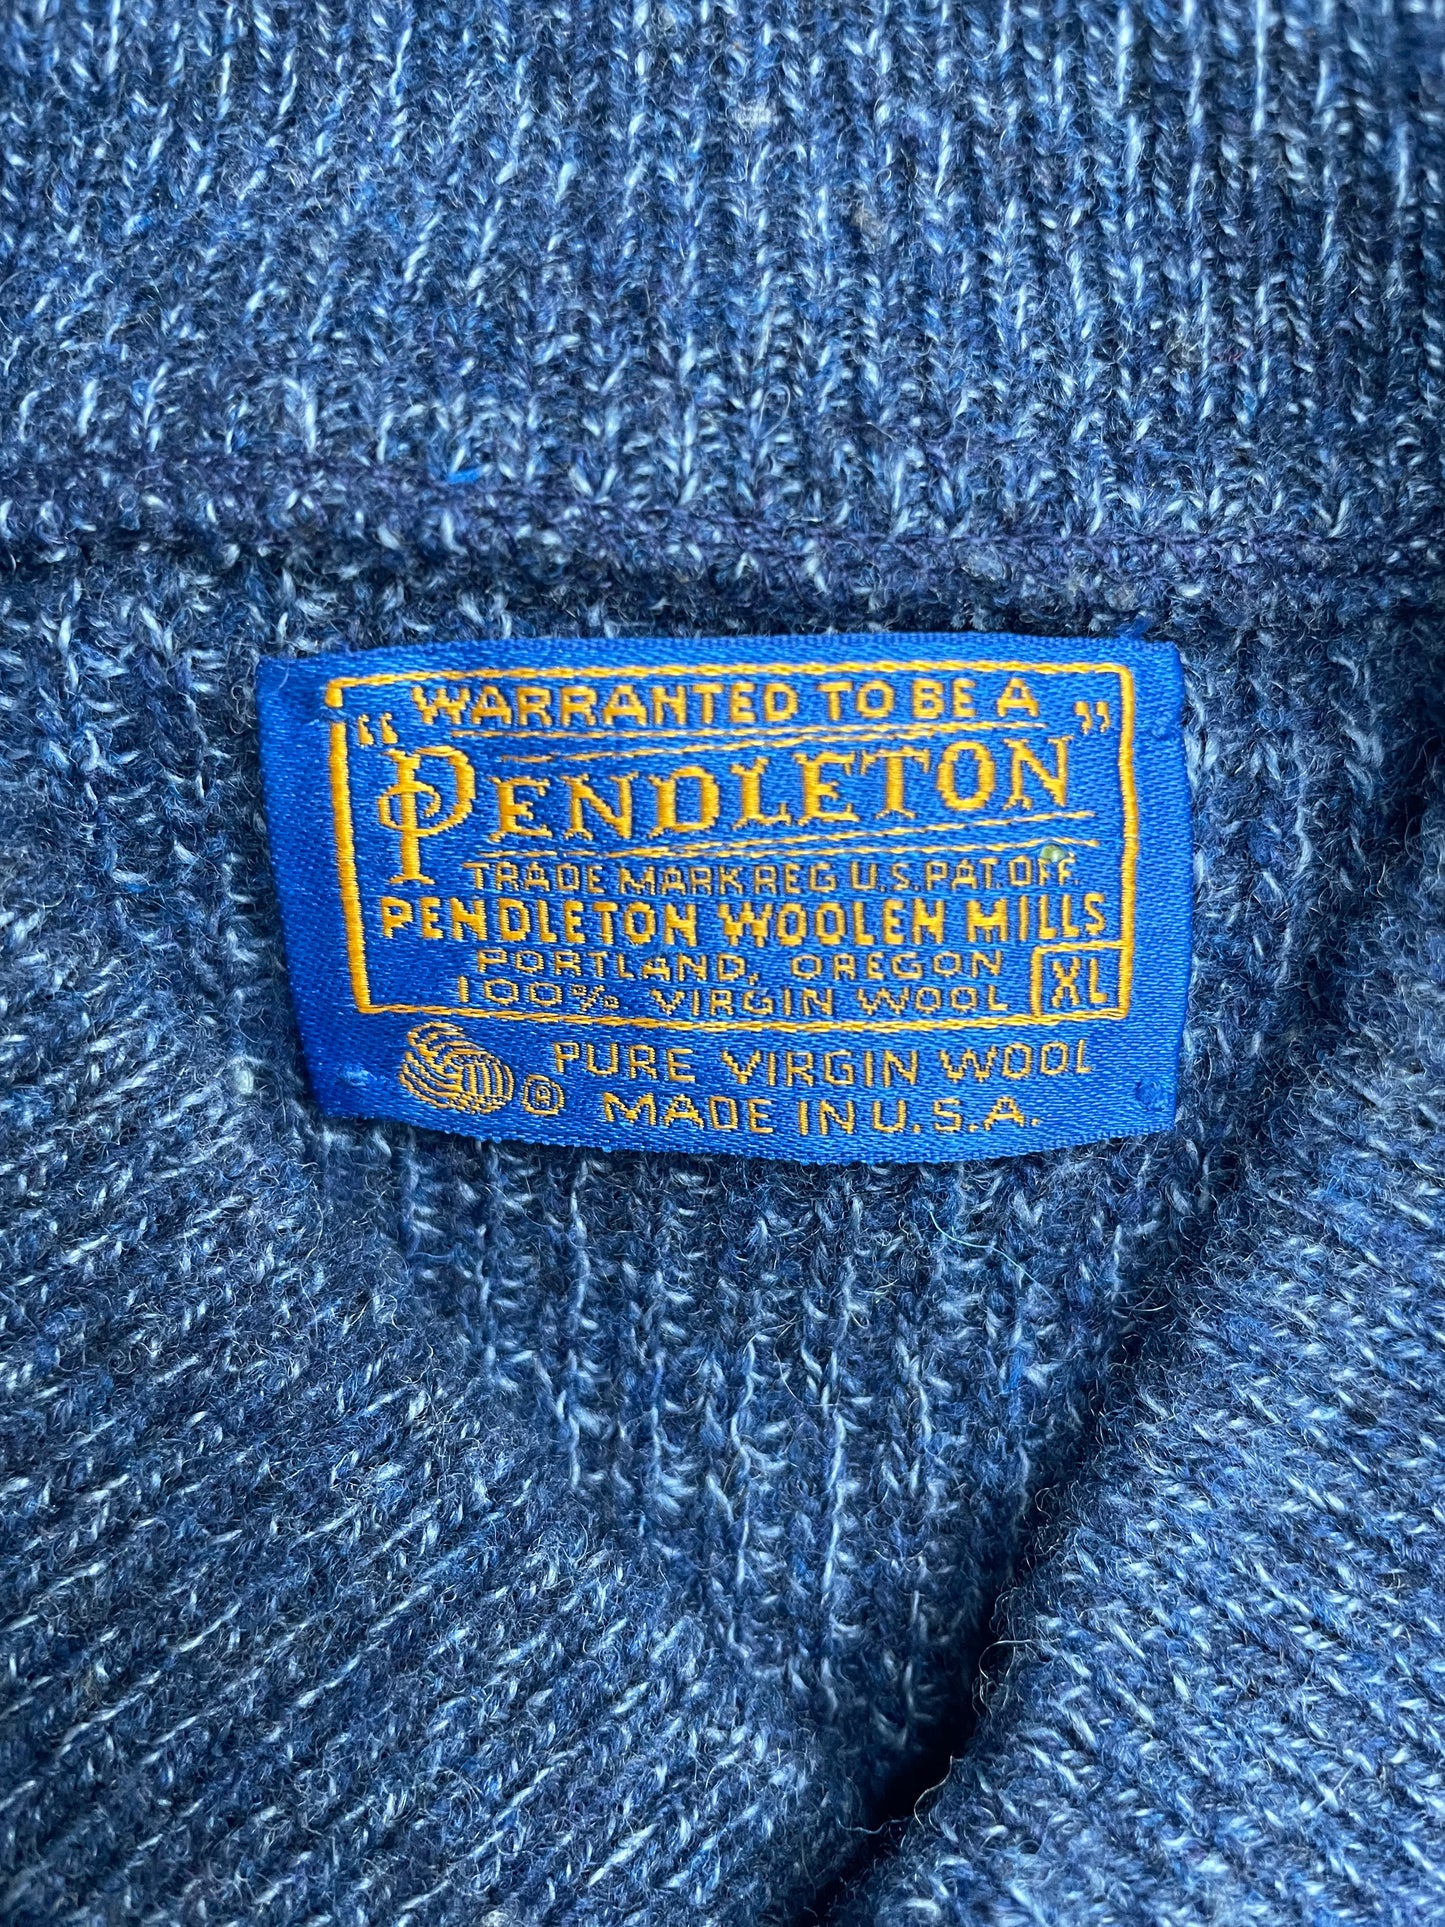 WARRANTED TO BE A
"PENDLETON"
TRADE MARK REG U.S. PAT. OFF.
PENDLETON WOOLEN MILLS
PORTLAND, OREGON
100% VIRGIN WOOL XL
® PURE VIRGIN WOOL
MADE IN U.S.A.